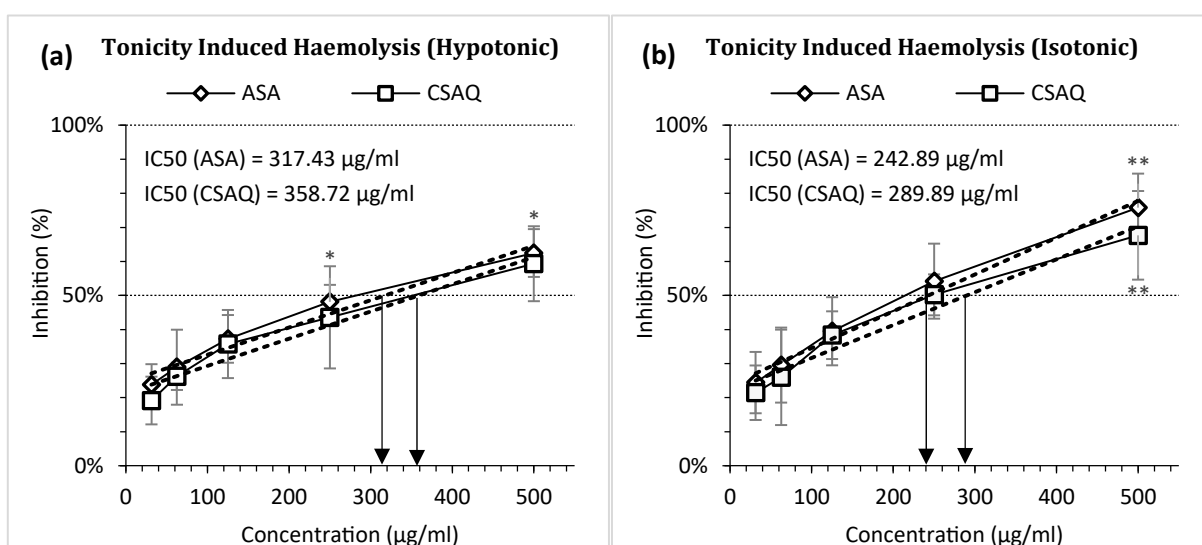 (a) Tonicity Induced Haemolysis (Hypotonic)
ASA CSAQ
100%
IC50 (ASA) = 317.43 µg/ml
IC50 (CSAQ) = 358.72 µg/ml
*
*
Inhibition (%)
50%
0%
0 100 200 300 400 500
Concentration (µg/ml)
(b) Tonicity Induced Haemolysis (Isotonic)
ASA CSAQ
100%
IC50 (ASA) = 242.89 µg/ml
**
IC50 (CSAQ) = 289.89 µg/ml
Inhibition (%)
50%
**
0%
0 100 200 300 400 500
Concentration (µg/ml)